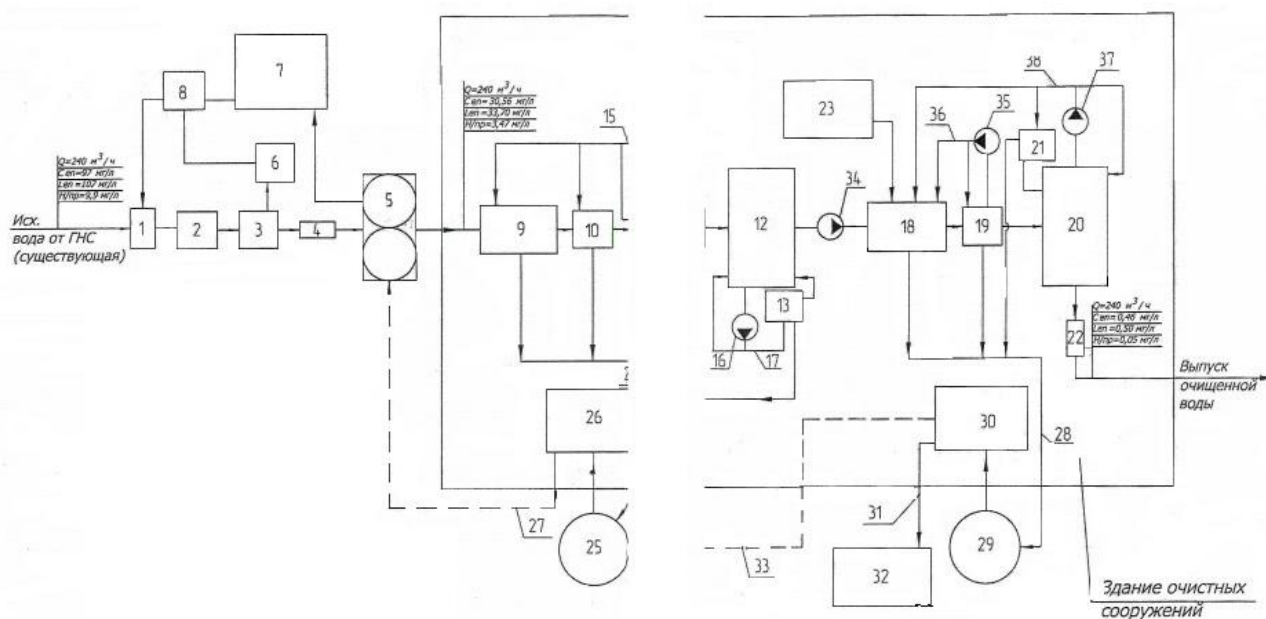 Q=240 м³/ч
Сеп=97 мг/л
Len=107 мг/л
Н/пр=9,9 мг/л
Исх.
вода от ГНС
(существующая)
1
2
3
4
5
6
7
8
Q=240 м³/ч
Сеп=30,56 мг/л
Len=33,70 мг/л
Н/пр=3,47 мг/л
15
9
10
26
27
25
12
13
16
17
34
23
18
36
35
19
38
37
21
20
22
Q=240 м³/ч
Сеп=0,46 мг/л
Len=0,50 мг/л
Н/пр=0,05 мг/л
Выпуск
очищенной
воды
30
28
31
29
33
32
Здание очистных
сооружений